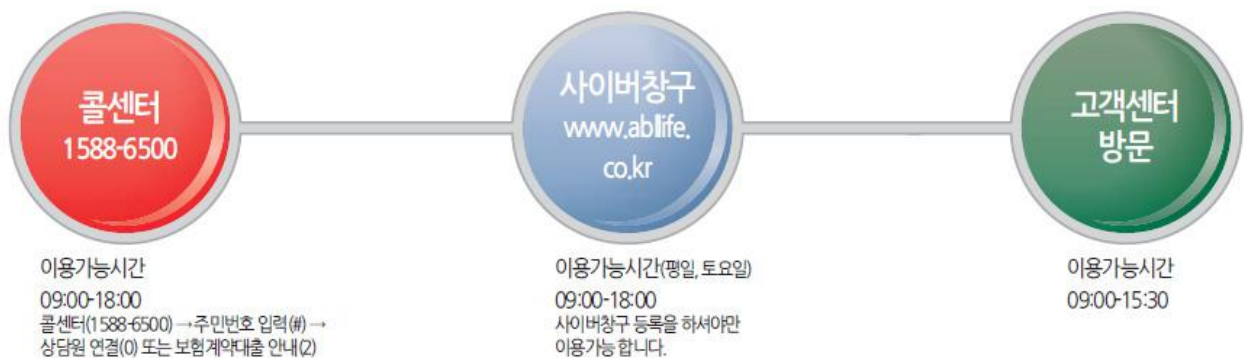 콜센터
1588-6500
사이버창구
www.abllife.
co.kr
고객센터
방문
이용가능시간
09:00-18:00
콜센터(1588-6500) →주민번호 입력(#) →
상담원 연결(0) 또는 보험계약대출 안내(2)
이용가능시간(평일, 토요일)
09:00-18:00
사이버창구 등록을 하셔야만
이용가능 합니다.
이용가능시간
09:00-15:30